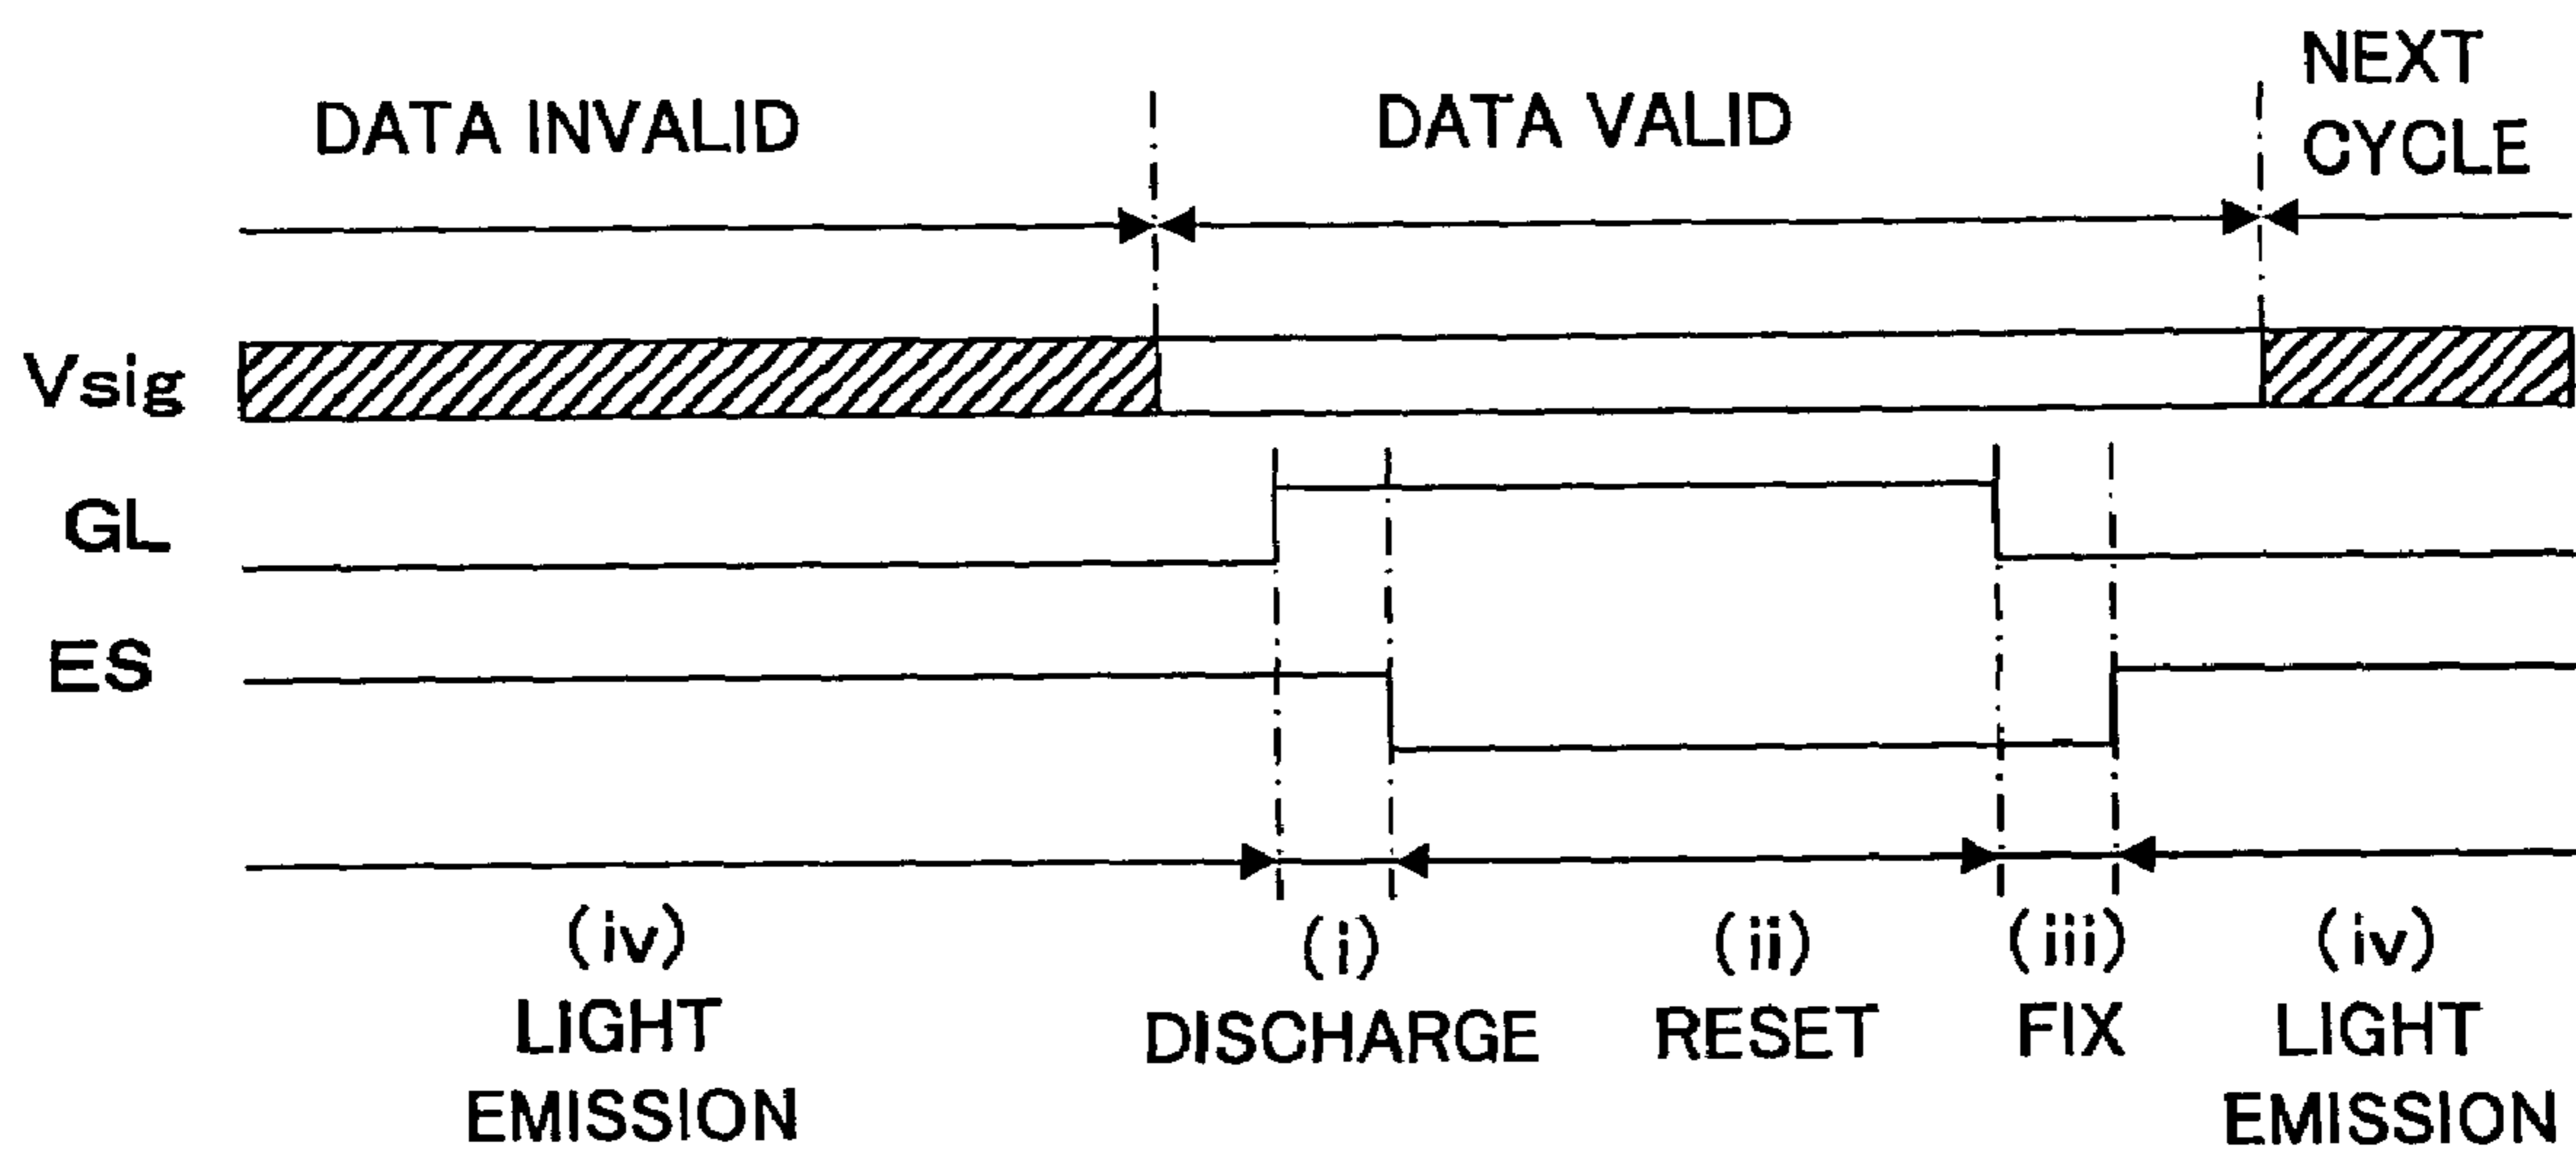 DATA INVALID
DATA VALID
NEXT
CYCLE
Vsig
GL
ES
(iv)
LIGHT
EMISSION
(i)
DISCHARGE
(ii)
RESET
(iii)
FIX
(iv)
LIGHT
EMISSION